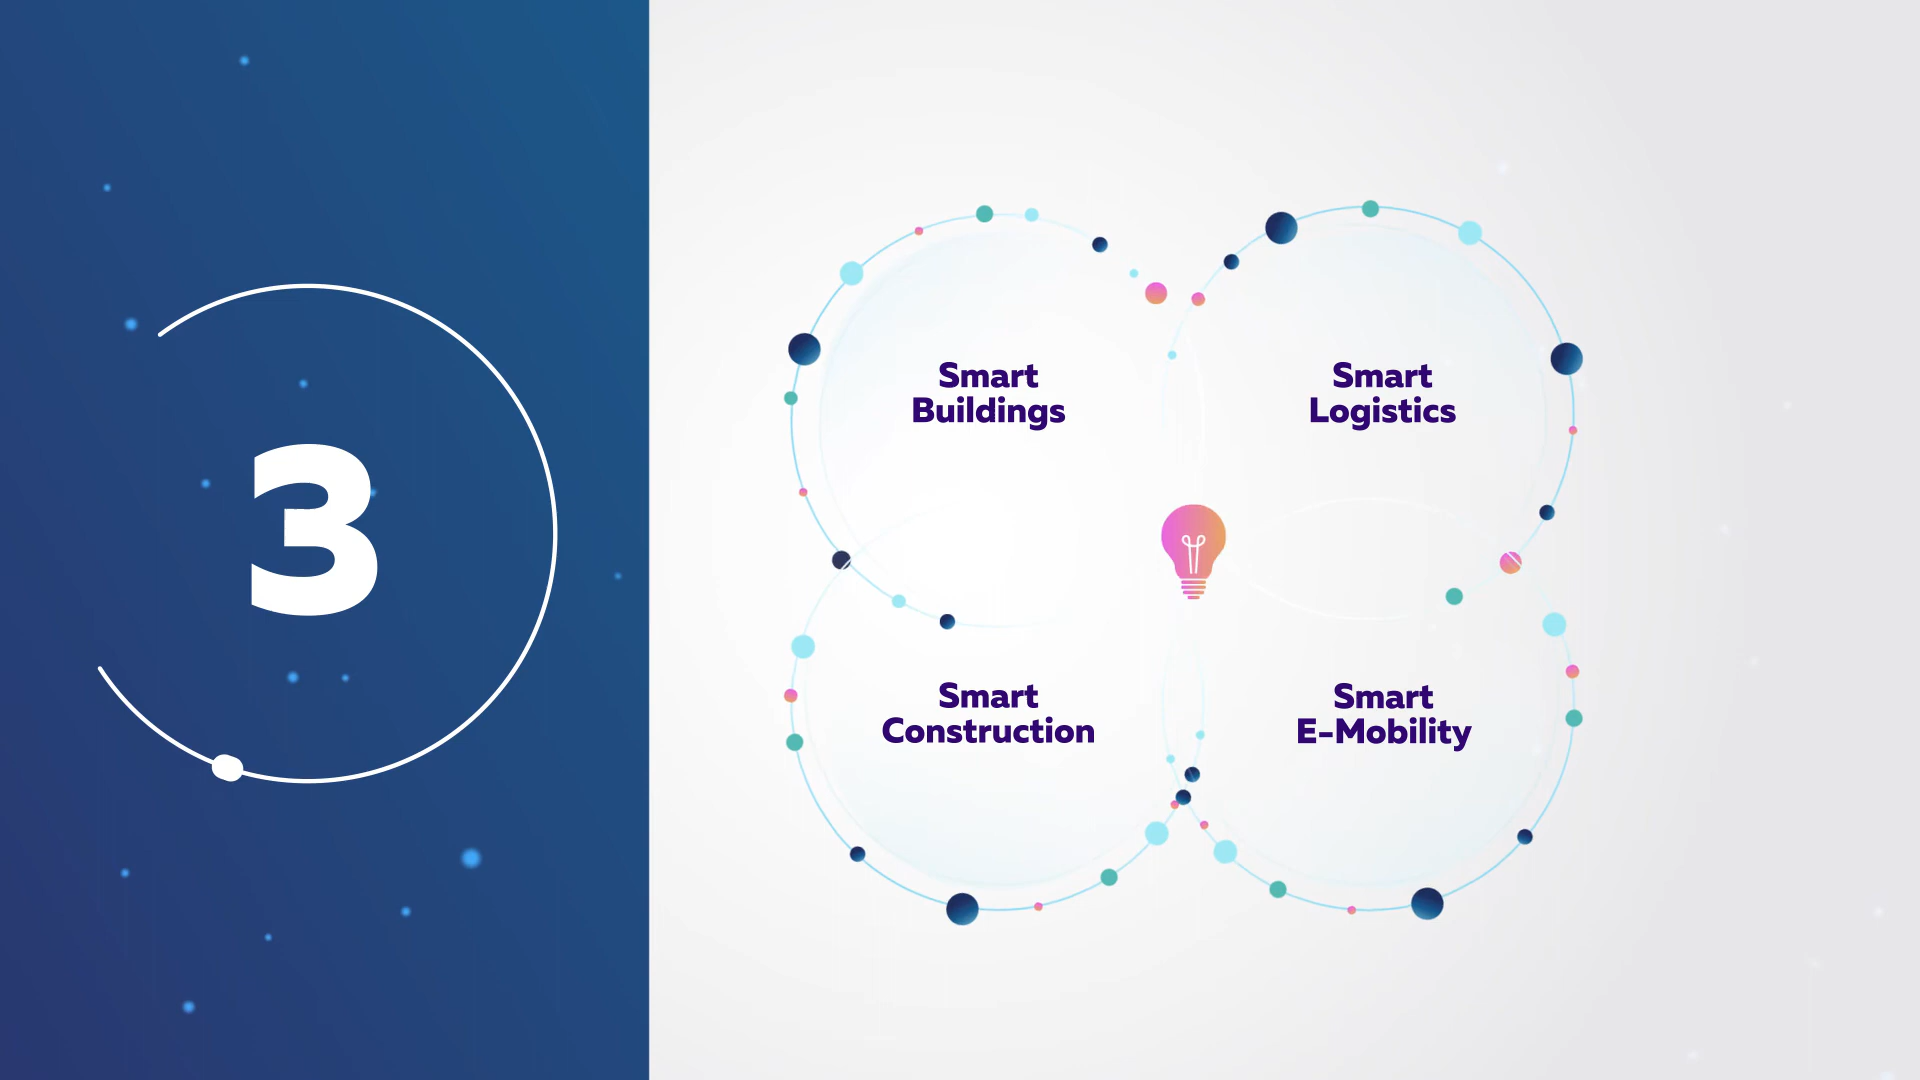 3
Smart
Buildings
Smart
Logistics
Smart
Construction
Smart
E-Mobility